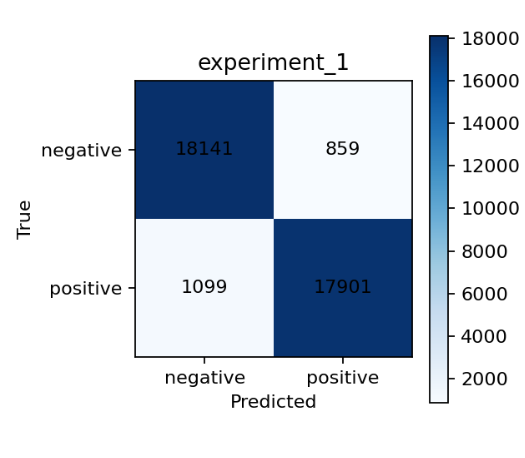 experiment_1
True
negative
18141
859
positive
1099
17901
negative
positive
Predicted
18000
16000
14000
12000
10000
8000
6000
4000
2000